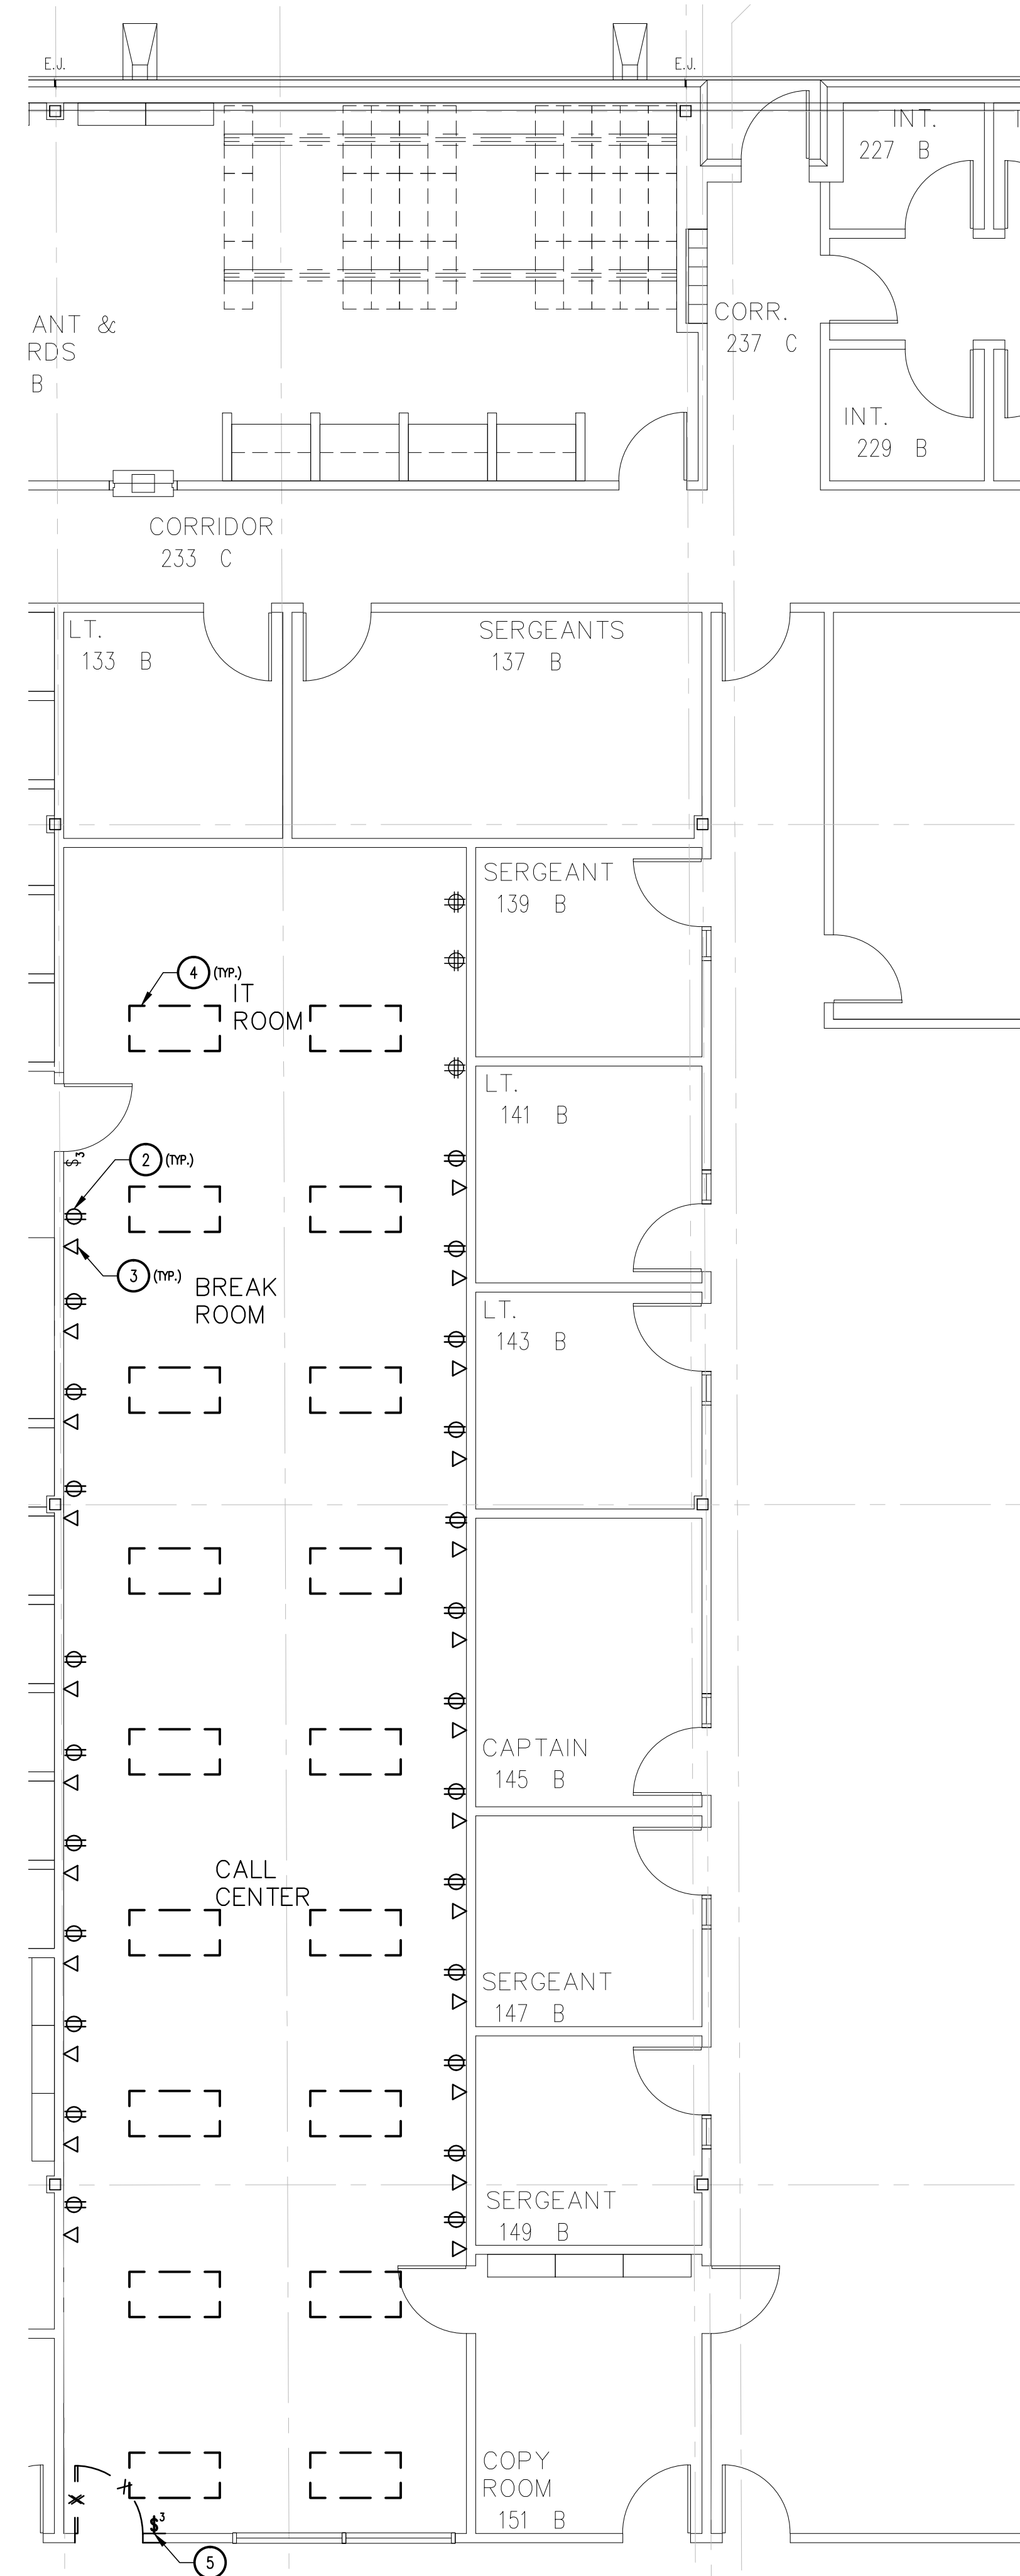 E.J.
E.J.
INT.
227 B
ANT &
RDS
B
CORR.
237 C
INT.
229 B
CORRIDOR
233 C
LT.
133 B
SERGEANTS
137 B
SERGEANT
139 B
4 (TYP.)
IT
ROOM
LT.
141 B
$3
2 (TYP.)
3 (TYP.)
BREAK
ROOM
LT.
143 B
CAPTAIN
145 B
CALL
CENTER
SERGEANT
147 B
SERGEANT
149 B
COPY
ROOM
151 B
$3
5